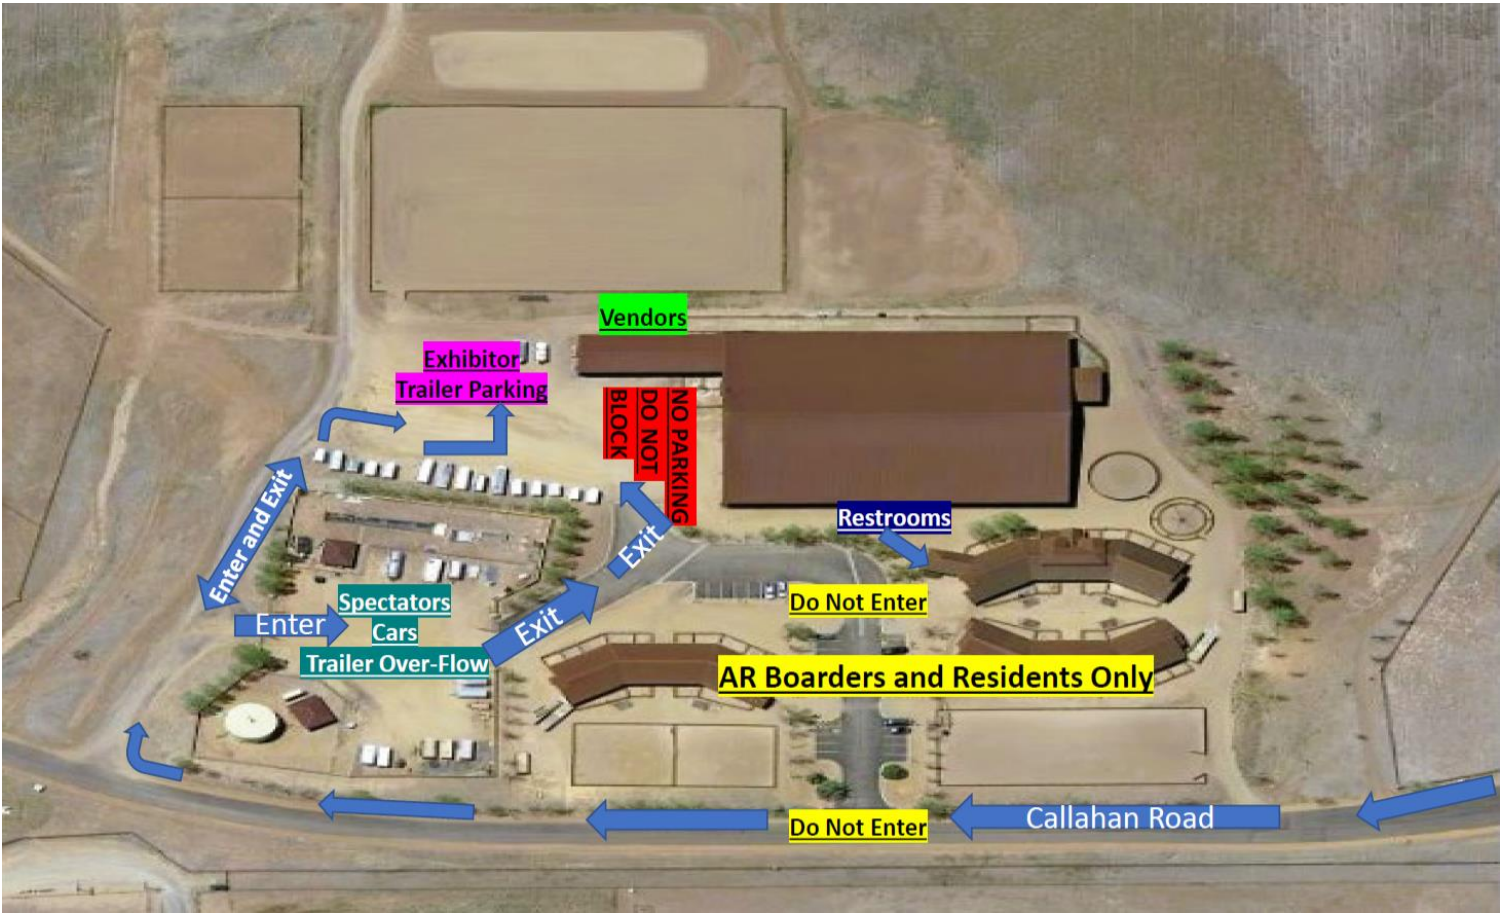 Vendors
Exhibitor
Trailer Parking
NO PARKING
DO NOT
BLOCK
Enter and Exit
Restrooms
Exit
Do Not Enter
Enter
Spectators
Cars
Trailer Over-Flow
Exit
AR Boarders and Residents Only
Do Not Enter
Callahan Road